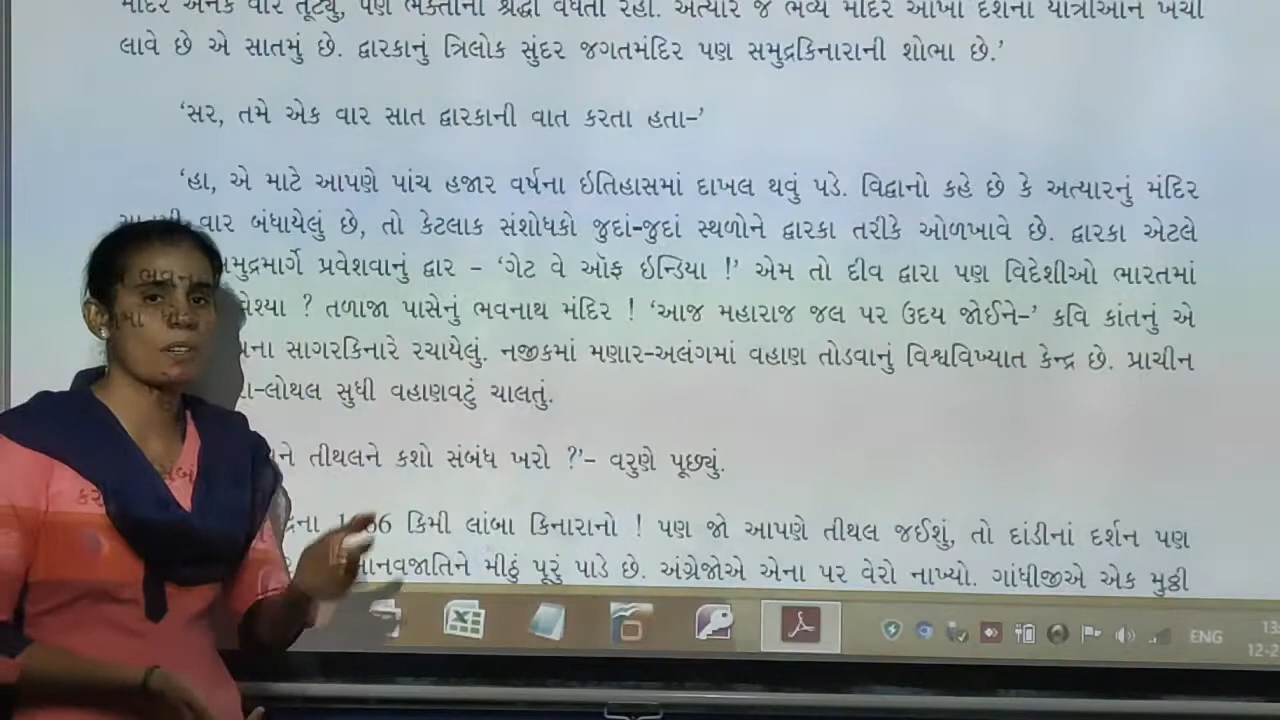 મંદિર અનેક વાર તૂટ્યું, પણ ભક્તોની શ્રદ્ધા વધતી રહી. અત્યારે જે ભવ્ય મંદિર આખા દેશના યાત્રીઓને ખેંચી
લાવે છે એ સાતમું છે. દ્વારકાનું ત્રિલોક સુંદર જગતમંદિર પણ સમુદ્રકિનારાની શોભા છે.’
‘સર, તમે એક વાર સાત દ્વારકાની વાત કરતા હતા–’
‘હા, એ માટે આપણે પાંચ હજાર વર્ષના ઇતિહાસમાં દાખલ થવું પડે. વિદ્વાનો કહે છે કે અત્યારનું મંદિર
વાર બંધાયેલું છે, તો કેટલાક સંશોધકો જુદાં-જુદાં સ્થળોને દ્વારકા તરીકે ઓળખાવે છે. દ્વારકા એટલે
સમુદ્રમાર્ગે પ્રવેશવાનું દ્વાર – ‘ગેટ વે ઑફ ઇન્ડિયા !’ એમ તો દીવ દ્વારા પણ વિદેશીઓ ભારતમાં
? તળાજા પાસેનું ભવનાથ મંદિર ! ‘આજ મહારાજ જલ પર ઉદય જોઈને–’ કવિ કાંતનું એ
સાગરકિનારે રચાયેલું. નજીકમાં મણાર-અલંગમાં વહાણ તોડવાનું વિશ્વવિખ્યાત કેન્દ્ર છે. પ્રાચીન
-લોથલ સુધી વહાણવટું ચાલતું.
ને તીથલને કશો સંબંધ ખરો ?’– વરુણે પૂછ્યું.
કિમી લાંબા કિનારાનો ! પણ જો આપણે તીથલ જઈશું, તો દાંડીનાં દર્શન પણ
માનવજાતિને મીઠું પૂરું પાડે છે. અંગ્રેજોએ એના પર વેરો નાખ્યો. ગાંધીજીએ એક મુઠ્ઠી
ENG